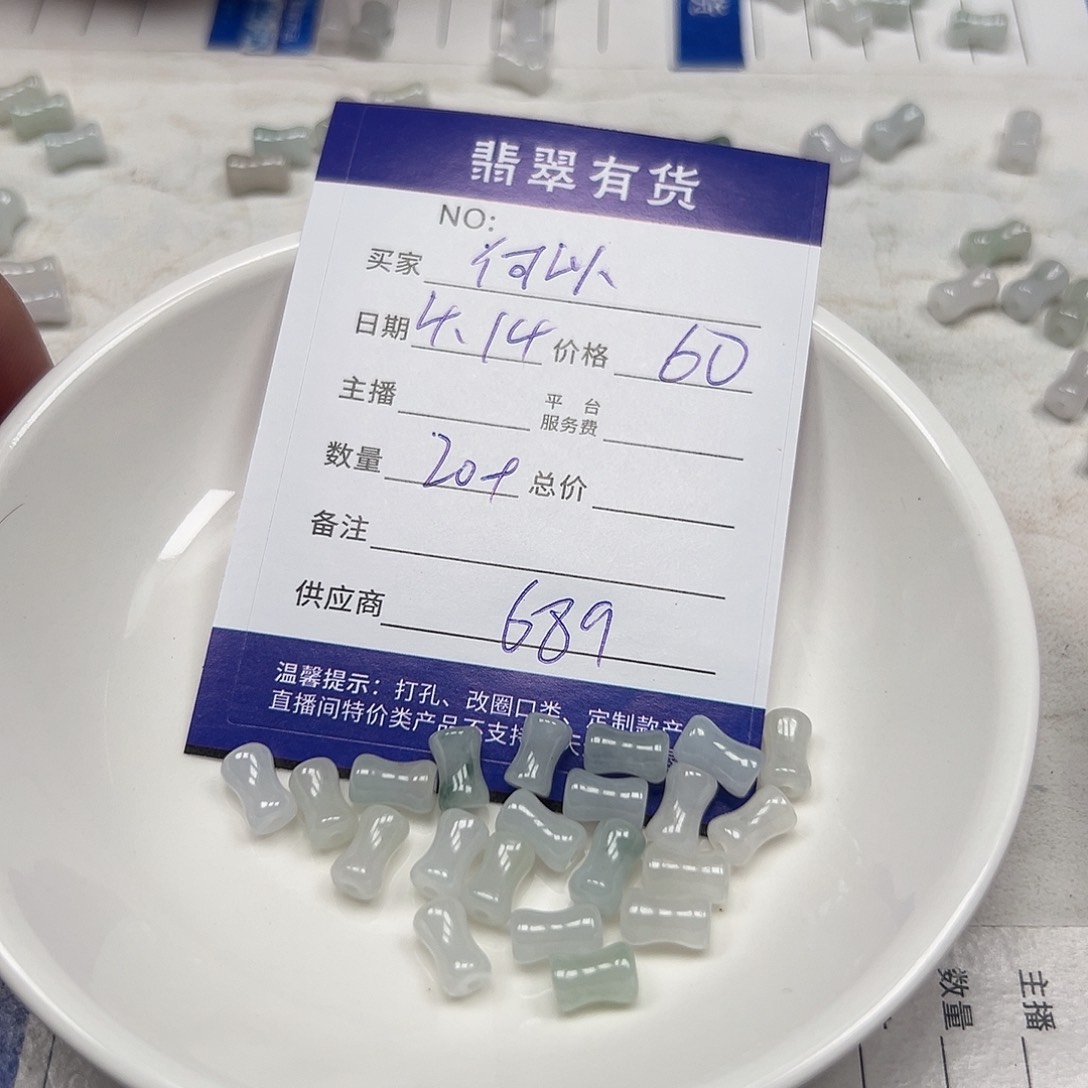 翡翠有货
NO:
买家 何以
日期 4.14 价格 60
主播 平台服务费
数量 20+ 总价
备注
供应商 689
温馨提示：打孔、改圈口类、定制款产
直播间特价类产品不支持
主播
数量